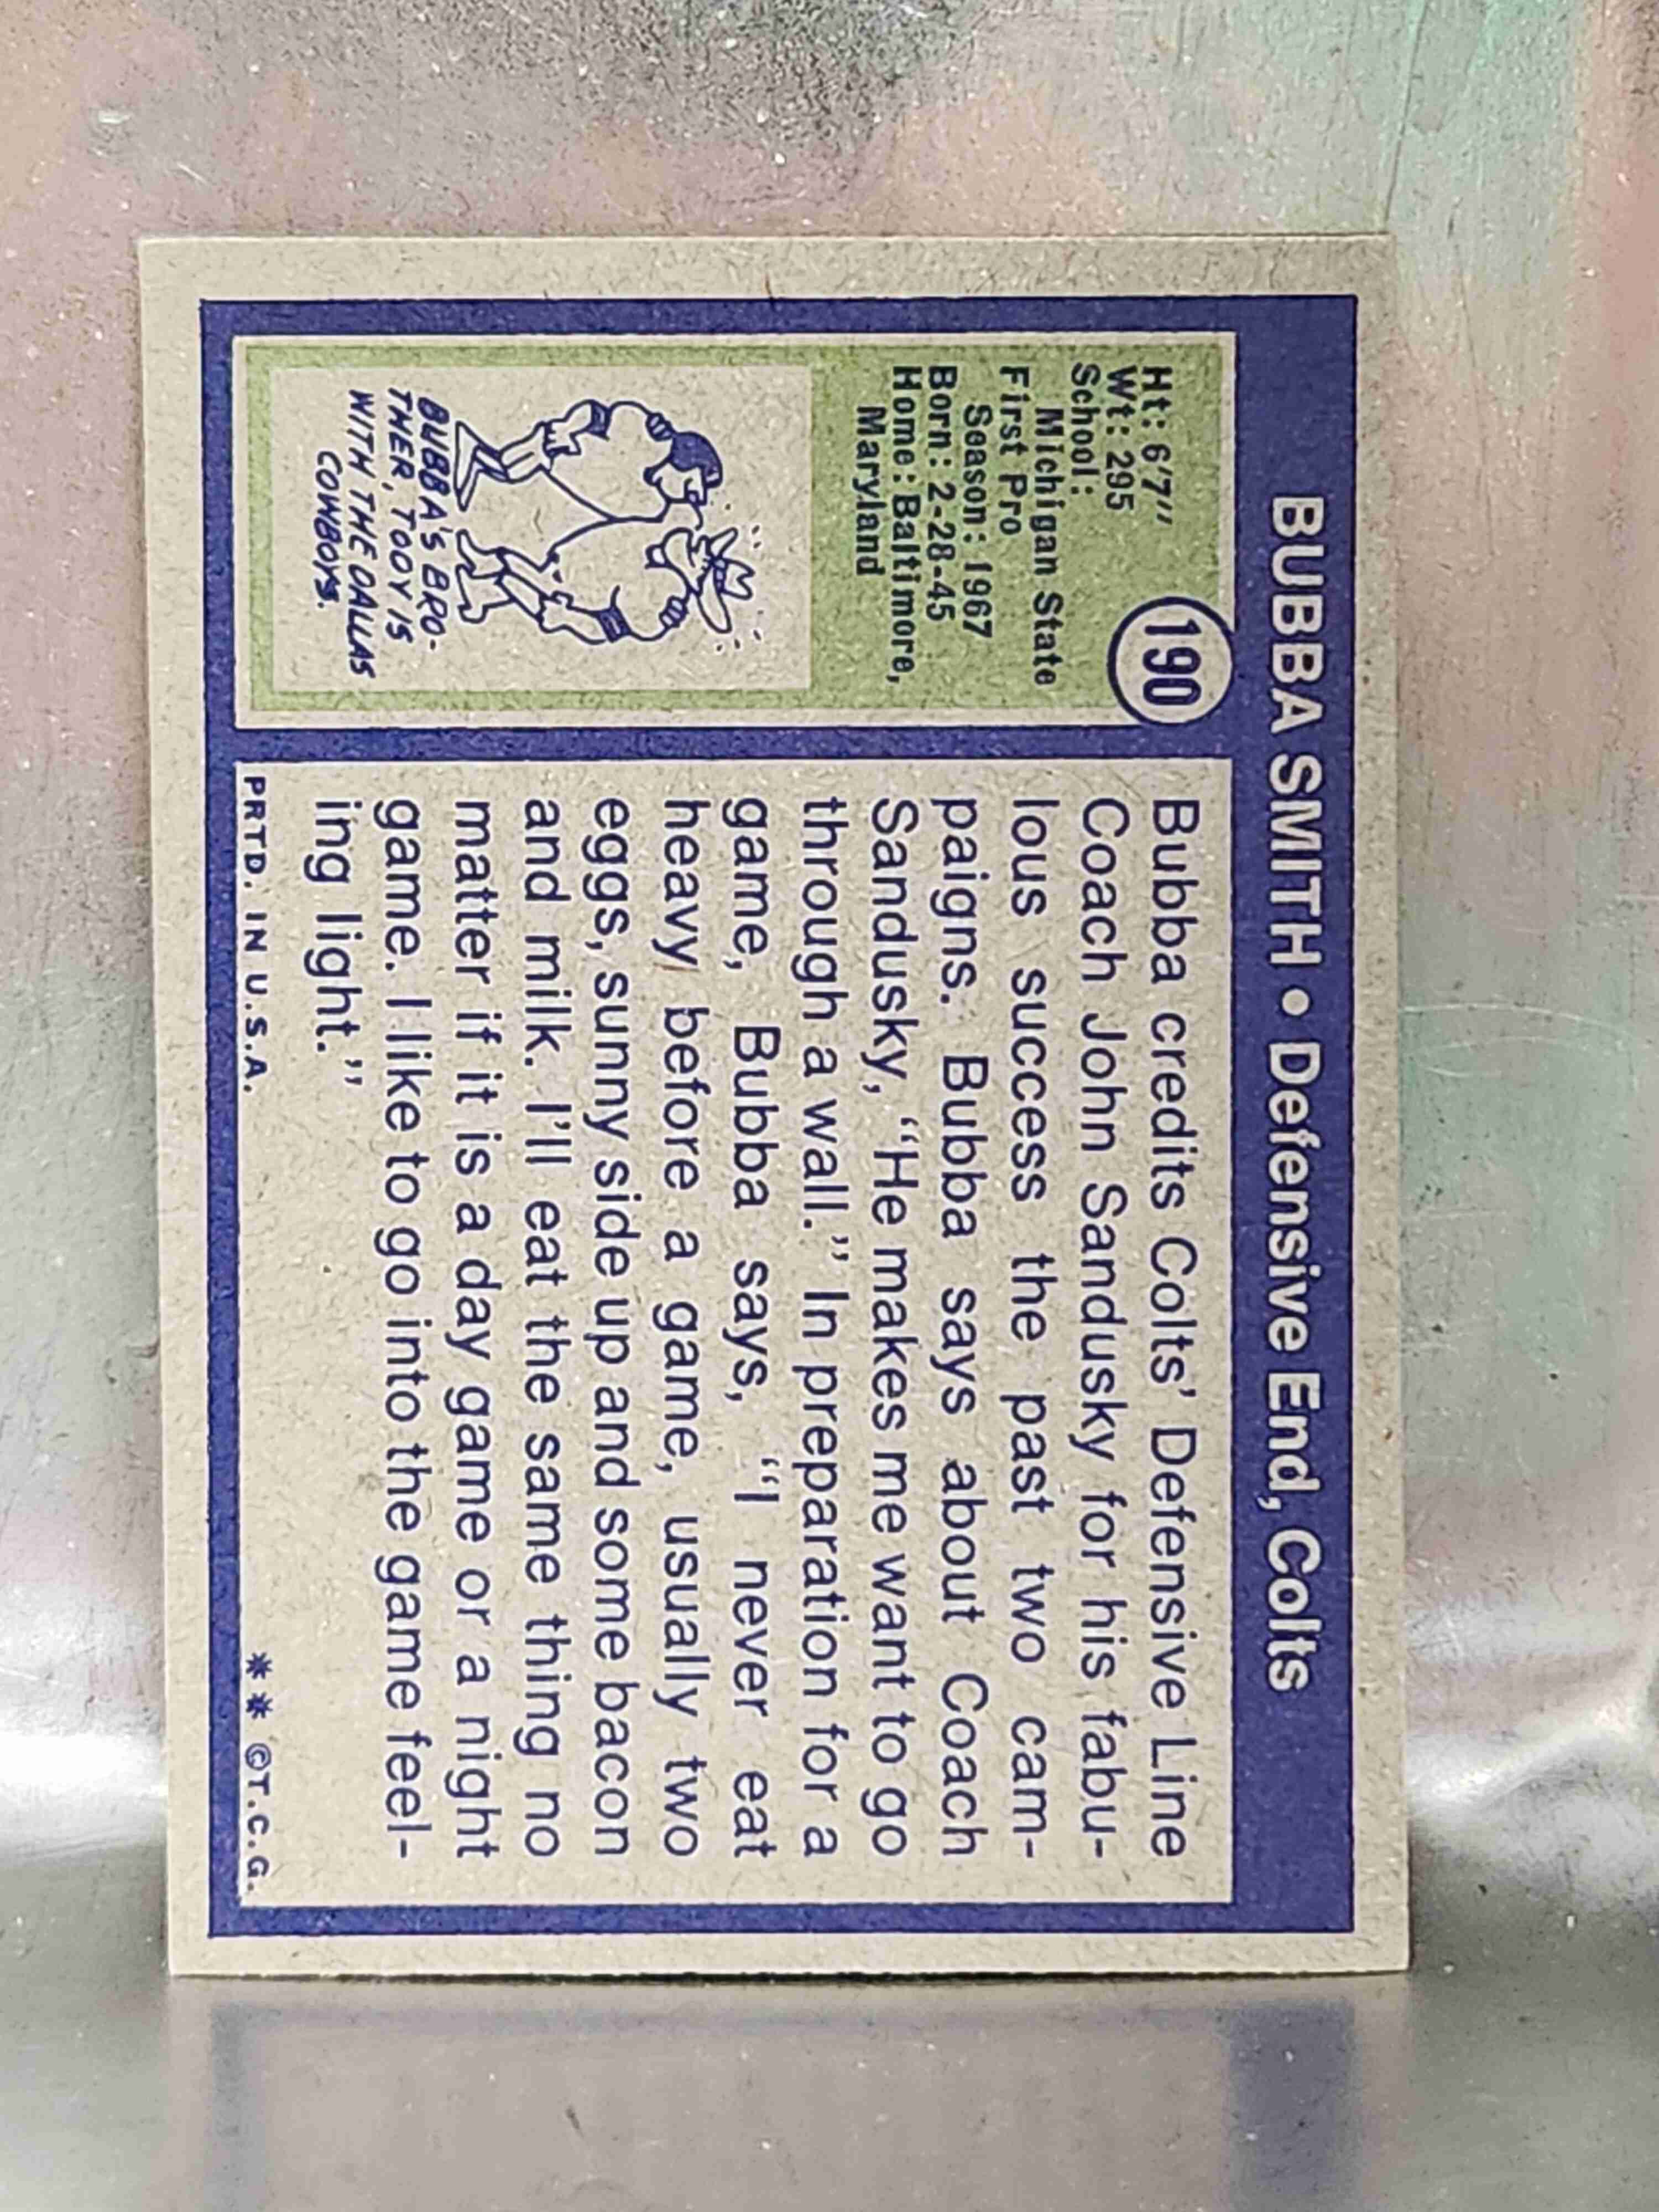 BUBBA SMITH • Defensive End, Colts
190
Ht: 6'7"
Wt: 295
School:
Michigan State
First Pro
Season: 1967
Born: 2-28-45
Home: Baltimore,
Maryland
BUBBA'S BRO-
THER, TODY IS
WITH THE DALLAS
COWBOYS.
Bubba credits Colts' Defensive Line
Coach John Sandusky for his fabu-
lous success the past two cam-
paigns. Bubba says about Coach
Sandusky, "He makes me want to go
through a wall." In preparation for a
game, Bubba says, "I never eat
heavy before a game, usually two
eggs, sunny side up and some bacon
and milk. I'll eat the same thing no
matter if it is a day game or a night
game. I like to go into the game feel-
ing light."
PRTD. IN U.S.A.
** ©T.C.G.